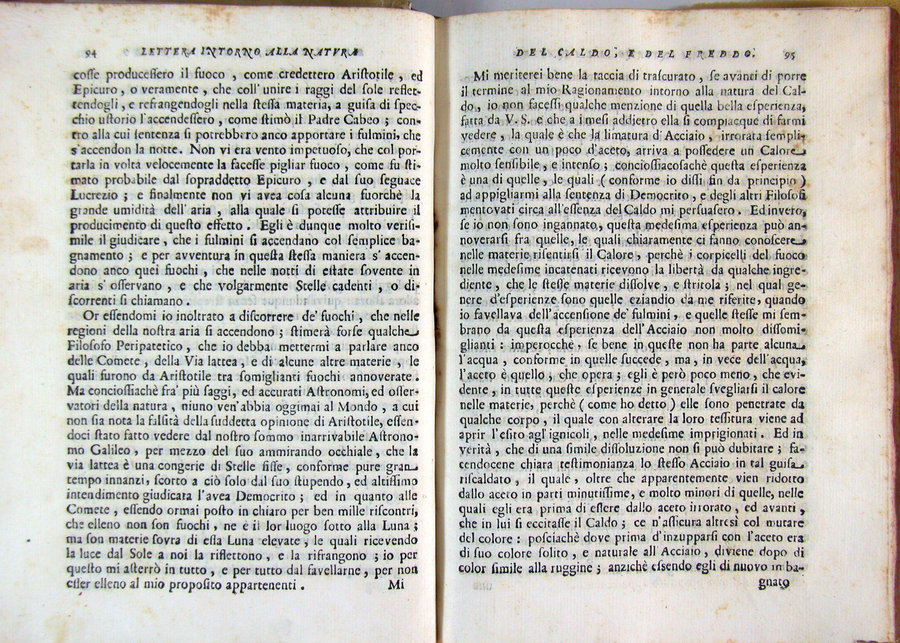 94 LETTERA INTORNO ALLA NATURA
cosse producessero il fuoco , come credettero Aristotile , ed
Epicuro , o veramente , che coll' unire i raggi del sole reflet-
tendogli , e refrangendogli nella stessa materia, a guisa di spec-
chio ustorio l'accendessero , come stimò il Padre Cabeo ; con-
tro alla cui sentenza si potrebbero anco apportare i fulmini, che
s'accendon la notte. Non vi era vento impetuoso, che col por-
tarla in volta velocemente la facesse pigliar fuoco , come fu sti-
mato probabile dal sopraddetto Epicuro , e dal suo seguace
Lucrezio ; e finalmente non vi avea cosa alcuna fuorchè la
grande umidità dell' aria , alla quale si potesse attribuire il
producimento di questo effetto . Egli è dunque molto verisi-
mile il giudicare , che i fulmini si accendano col semplice ba-
gnamento ; e per avventura in questa stessa maniera s' accen-
dono anco quei fuochi , che nelle notti di estate sovente in
aria s' osservano , e che volgarmente Stelle cadenti , o di-
scorrenti si chiamano .
Or essendomi io inoltrato a discorrere de' fuochi , che nelle
regioni della nostra aria si accendono ; stimerà forse qualche
Filosofo Peripatetico , che io debba mettermi a parlare anco
delle Comete , della Via lattea , e di alcune altre materie , le
quali furono da Aristotile tra somiglianti fuochi annoverate .
Ma conciossiachè fra' più saggi, ed accurati Astronomi, ed osser-
vatori della natura , niuno ven'abbia oggimai al Mondo , a cui
non sia nota la falsità della suddetta opinione di Aristotile, essen-
doci stato fatto vedere dal nostro sommo inarrivabile Astrono-
mo Galileo , per mezzo del suo ammirando occhiale, che la
via lattea è una congerie di Stelle fisse, conforme pure gran
tempo innanzi, scorto a ciò solo dal suo stupendo, ed altissimo
intendimento giudicata l'avea Democrito ; ed in quanto alle
Comete , essendo ormai posto in chiaro per ben mille riscontri,
che elleno non son fuochi , ne è il lor luogo sotto alla Luna ;
ma son materie sovra di essa Luna elevate, le quali ricevendo
la luce dal Sole a noi la riflettono , e la rifrangono ; io per
questo mi asterrò in tutto , e per tutto dal favellarne, per non
esser elleno al mio proposito appartenenti .
Mi
DEL CALDO, E DEL FREDDO. 95
Mi meriterei bene la taccia di trascurato , se avanti di porre
il termine al mio Ragionamento intorno alla natura del Cal-
do , io non facessi qualche menzione di quella bella esperienza,
fatta da V. S. e che a i mesi addietro ella si compiacque di farmi
vedere , la quale è che la limatura d' Acciaio , irrorata sempli-
cemente con un poco d'aceto, arriva a possedere un Calore
molto sensibile , e intenso ; conciossiacosachè questa esperienza
è una di quelle, le quali ( conforme io dissi fin da principio )
ad appigliarmi alla sentenza di Democrito , e degli altri Filosofi
mentovati circa all'essenza del Caldo mi persuasero . Ed invero,
se io non sono ingannato, questa medesima esperienza può an-
noverarsi fra quelle, le quali chiaramente ci fanno conoscere
nelle materie risentirsi il Calore, perchè i corpicelli del fuoco
nelle medesime incatenati ricevono la libertà da qualche ingre-
diente , che le stesse materie dissolve , e stritola ; nel qual ge-
nere d'esperienze sono quelle eziandio da me riferite, quando
io favellava dell'accensione de' fulmini , e quelle stesse mi sem-
brano da questa esperienza dell' Acciaio non molto dissomi-
glianti : imperocchè , se bene in queste non ha parte alcuna
l'acqua , conforme in quelle succede , ma , in vece dell'acqua,
l'aceto è quello , che opera ; egli è però poco meno , che evi-
dente , in tutte queste esperienze in generale svegliarsi il calore
nelle materie, perchè ( come ho detto ) elle sono penetrate da
qualche corpo , il quale con alterare la loro tessitura viene ad
aprir l'esito agl'ignicoli , nelle medesime imprigionati . Ed in
verità , che di una simile dissoluzione non si può dubitare ; fa-
cendocene chiara testimonianza lo stesso Acciaio in tal guisa
riscaldato , il quale , oltre che apparentemente vien ridotto
dallo aceto in parti minutissime, e molto minori di quelle, nelle
quali egli era prima di essere dallo aceto irrorato , ed avanti ,
che in lui si eccitasse il Caldo ; ce n'assicura altresì col mutare
del colore : posciachè dove prima d'inzupparsi con l'aceto era
di suo colore solito , e naturale all' Acciaio , diviene dopo di
color simile alla ruggine ; anzichè essendo egli di nuovo in ba-
gnato